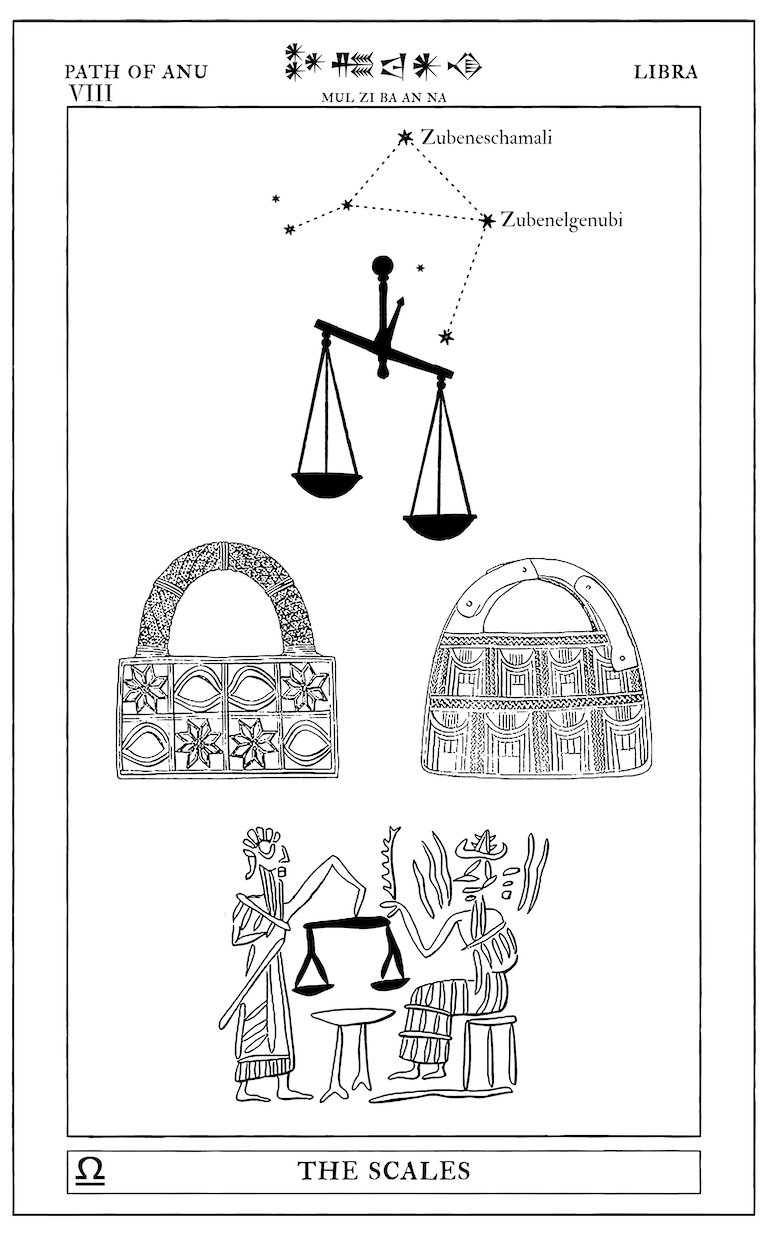 𒀯 𒍣 𒁀 𒀭 𒈾
PATH OF ANU
LIBRA
VIII
MUL ZI BA AN NA
Zubeneschamali
Zubenelgenubi
♎ THE SCALES